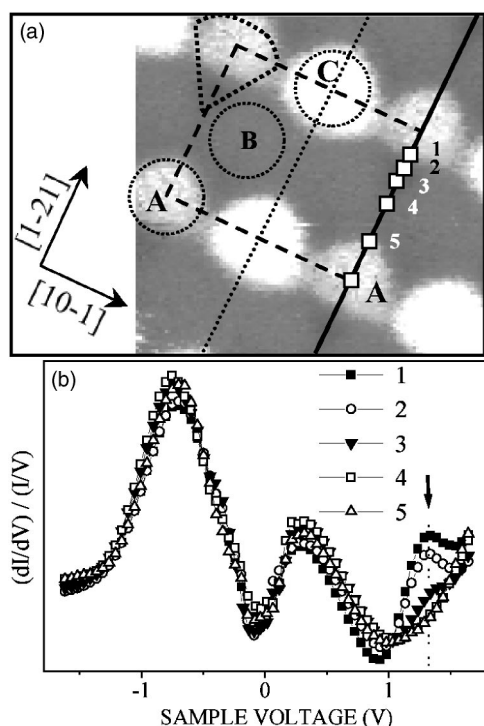 (a)
C
B
A
A
1
2
3
4
5
[1-21]
[10-1]
(b)
1
2
3
4
5
(dI/dV) / (I/V)
-1 0 1
SAMPLE VOLTAGE (V)